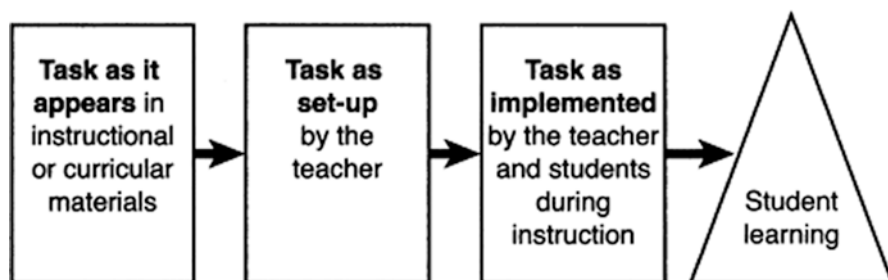 Task as it
appears in
instructional
or curricular
materials
Task as
set-up
by the
teacher
Task as
implemented
by the teacher
and students
during
instruction
Student
learning